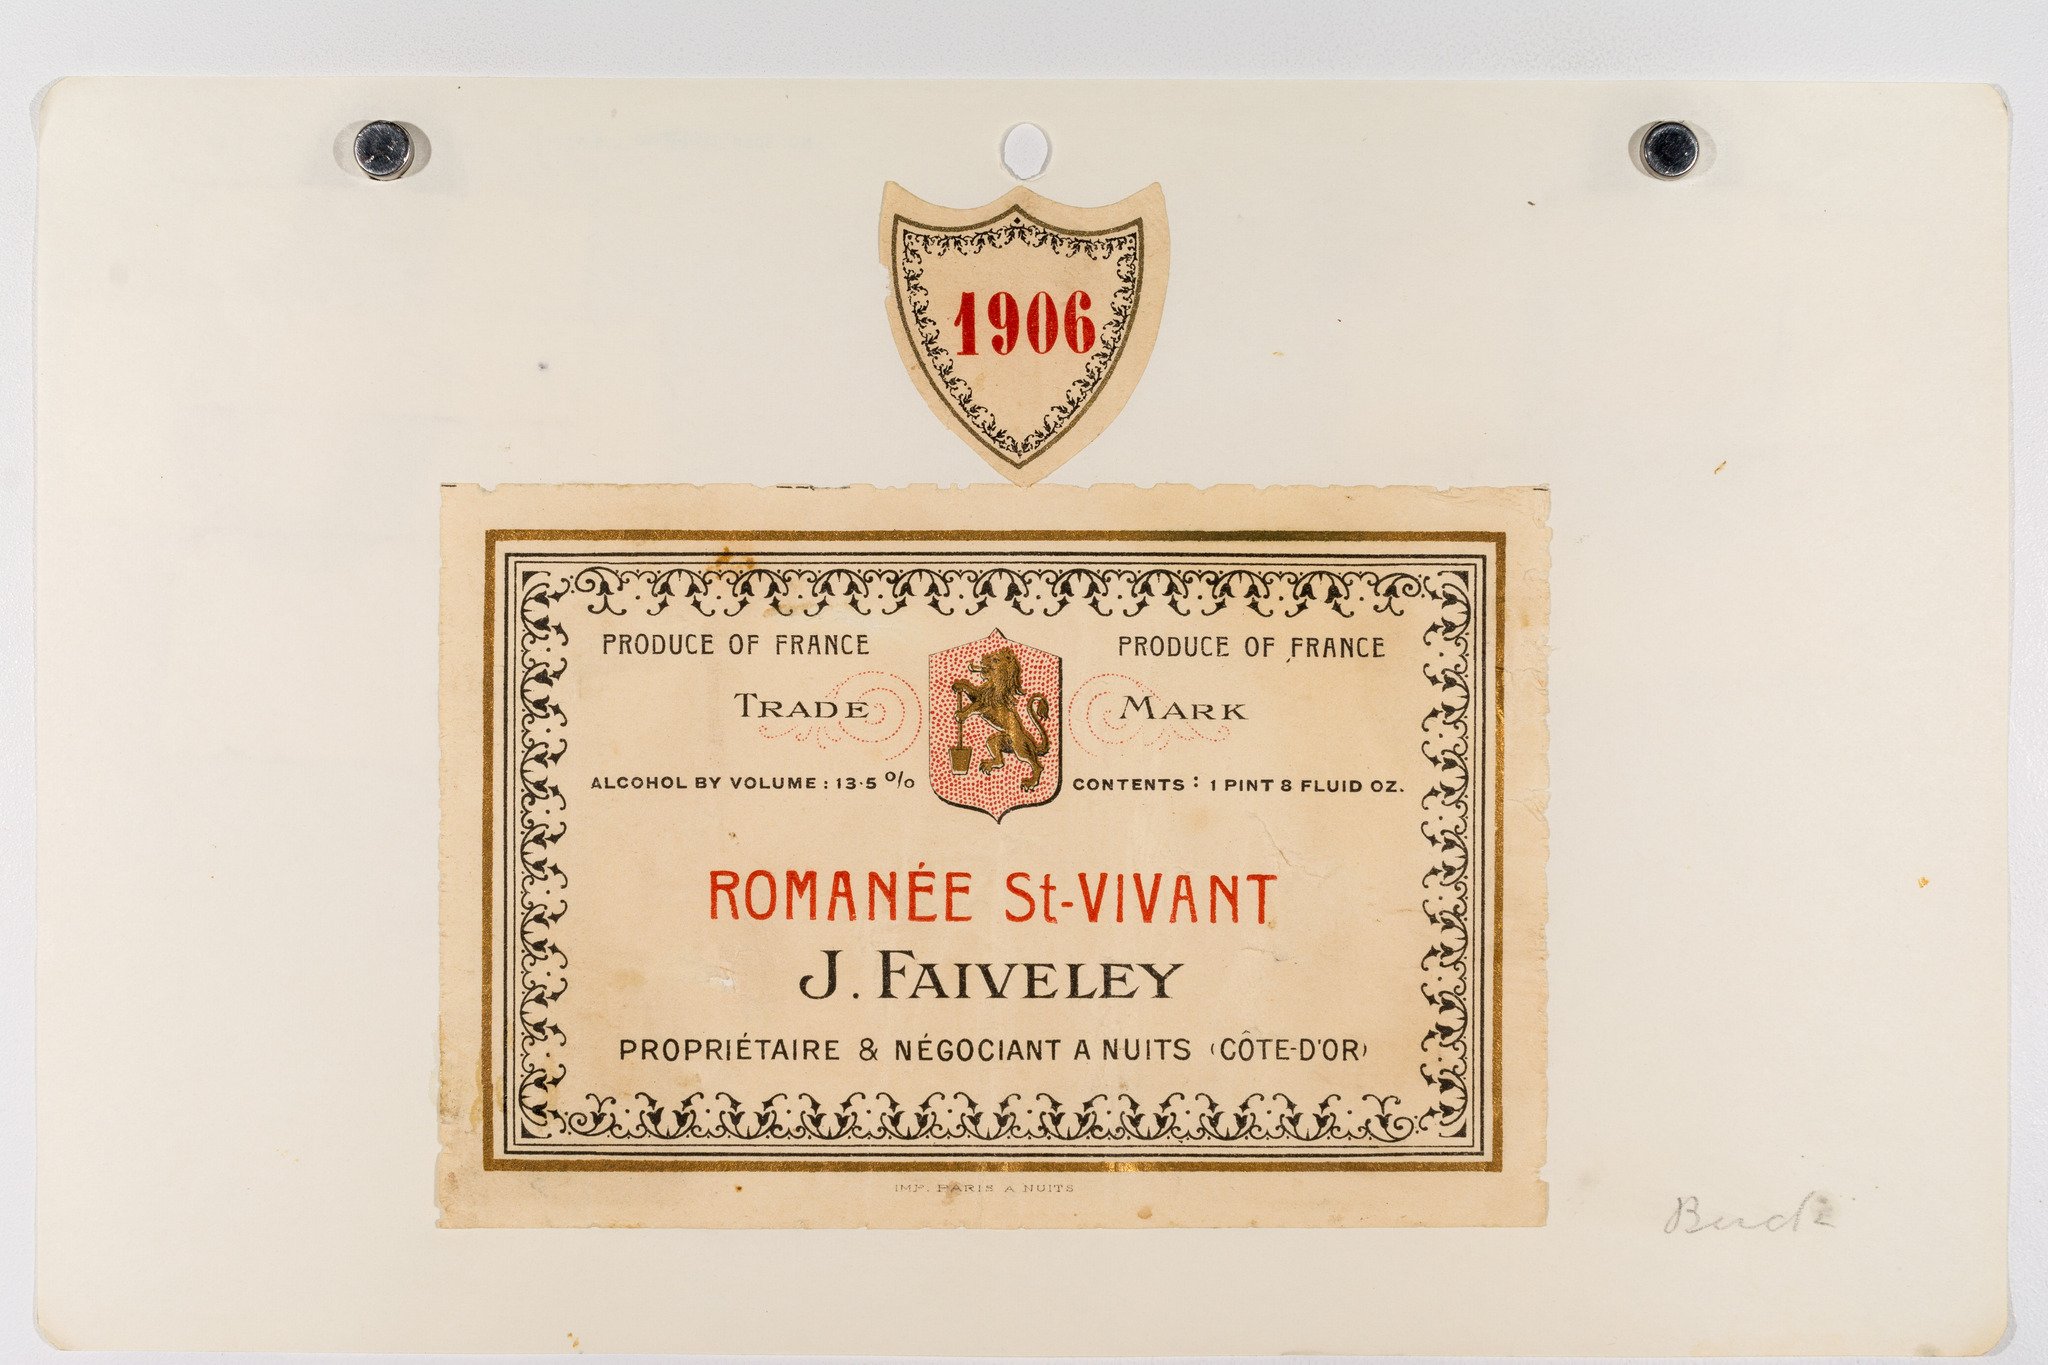 1906
PRODUCE OF FRANCE
PRODUCE OF FRANCE
TRADE MARK
ALCOHOL BY VOLUME : 13·5 %
CONTENTS : 1 PINT 8 FLUID OZ.
ROMANÉE St-VIVANT
J. FAIVELEY
PROPRIÉTAIRE & NÉGOCIANT A NUITS (CÔTE-D'OR)
IMP. PARIS A NUITS